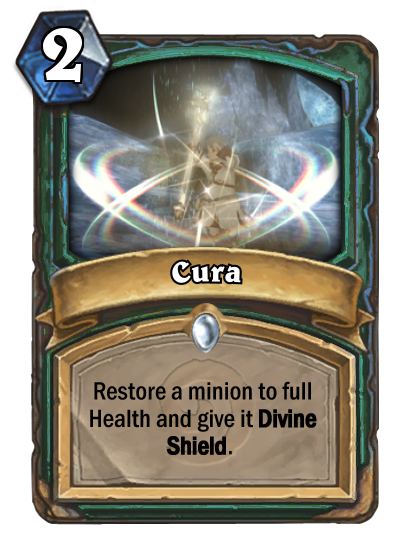 2
Cura
Restore a minion to full
Health and give it Divine
Shield.